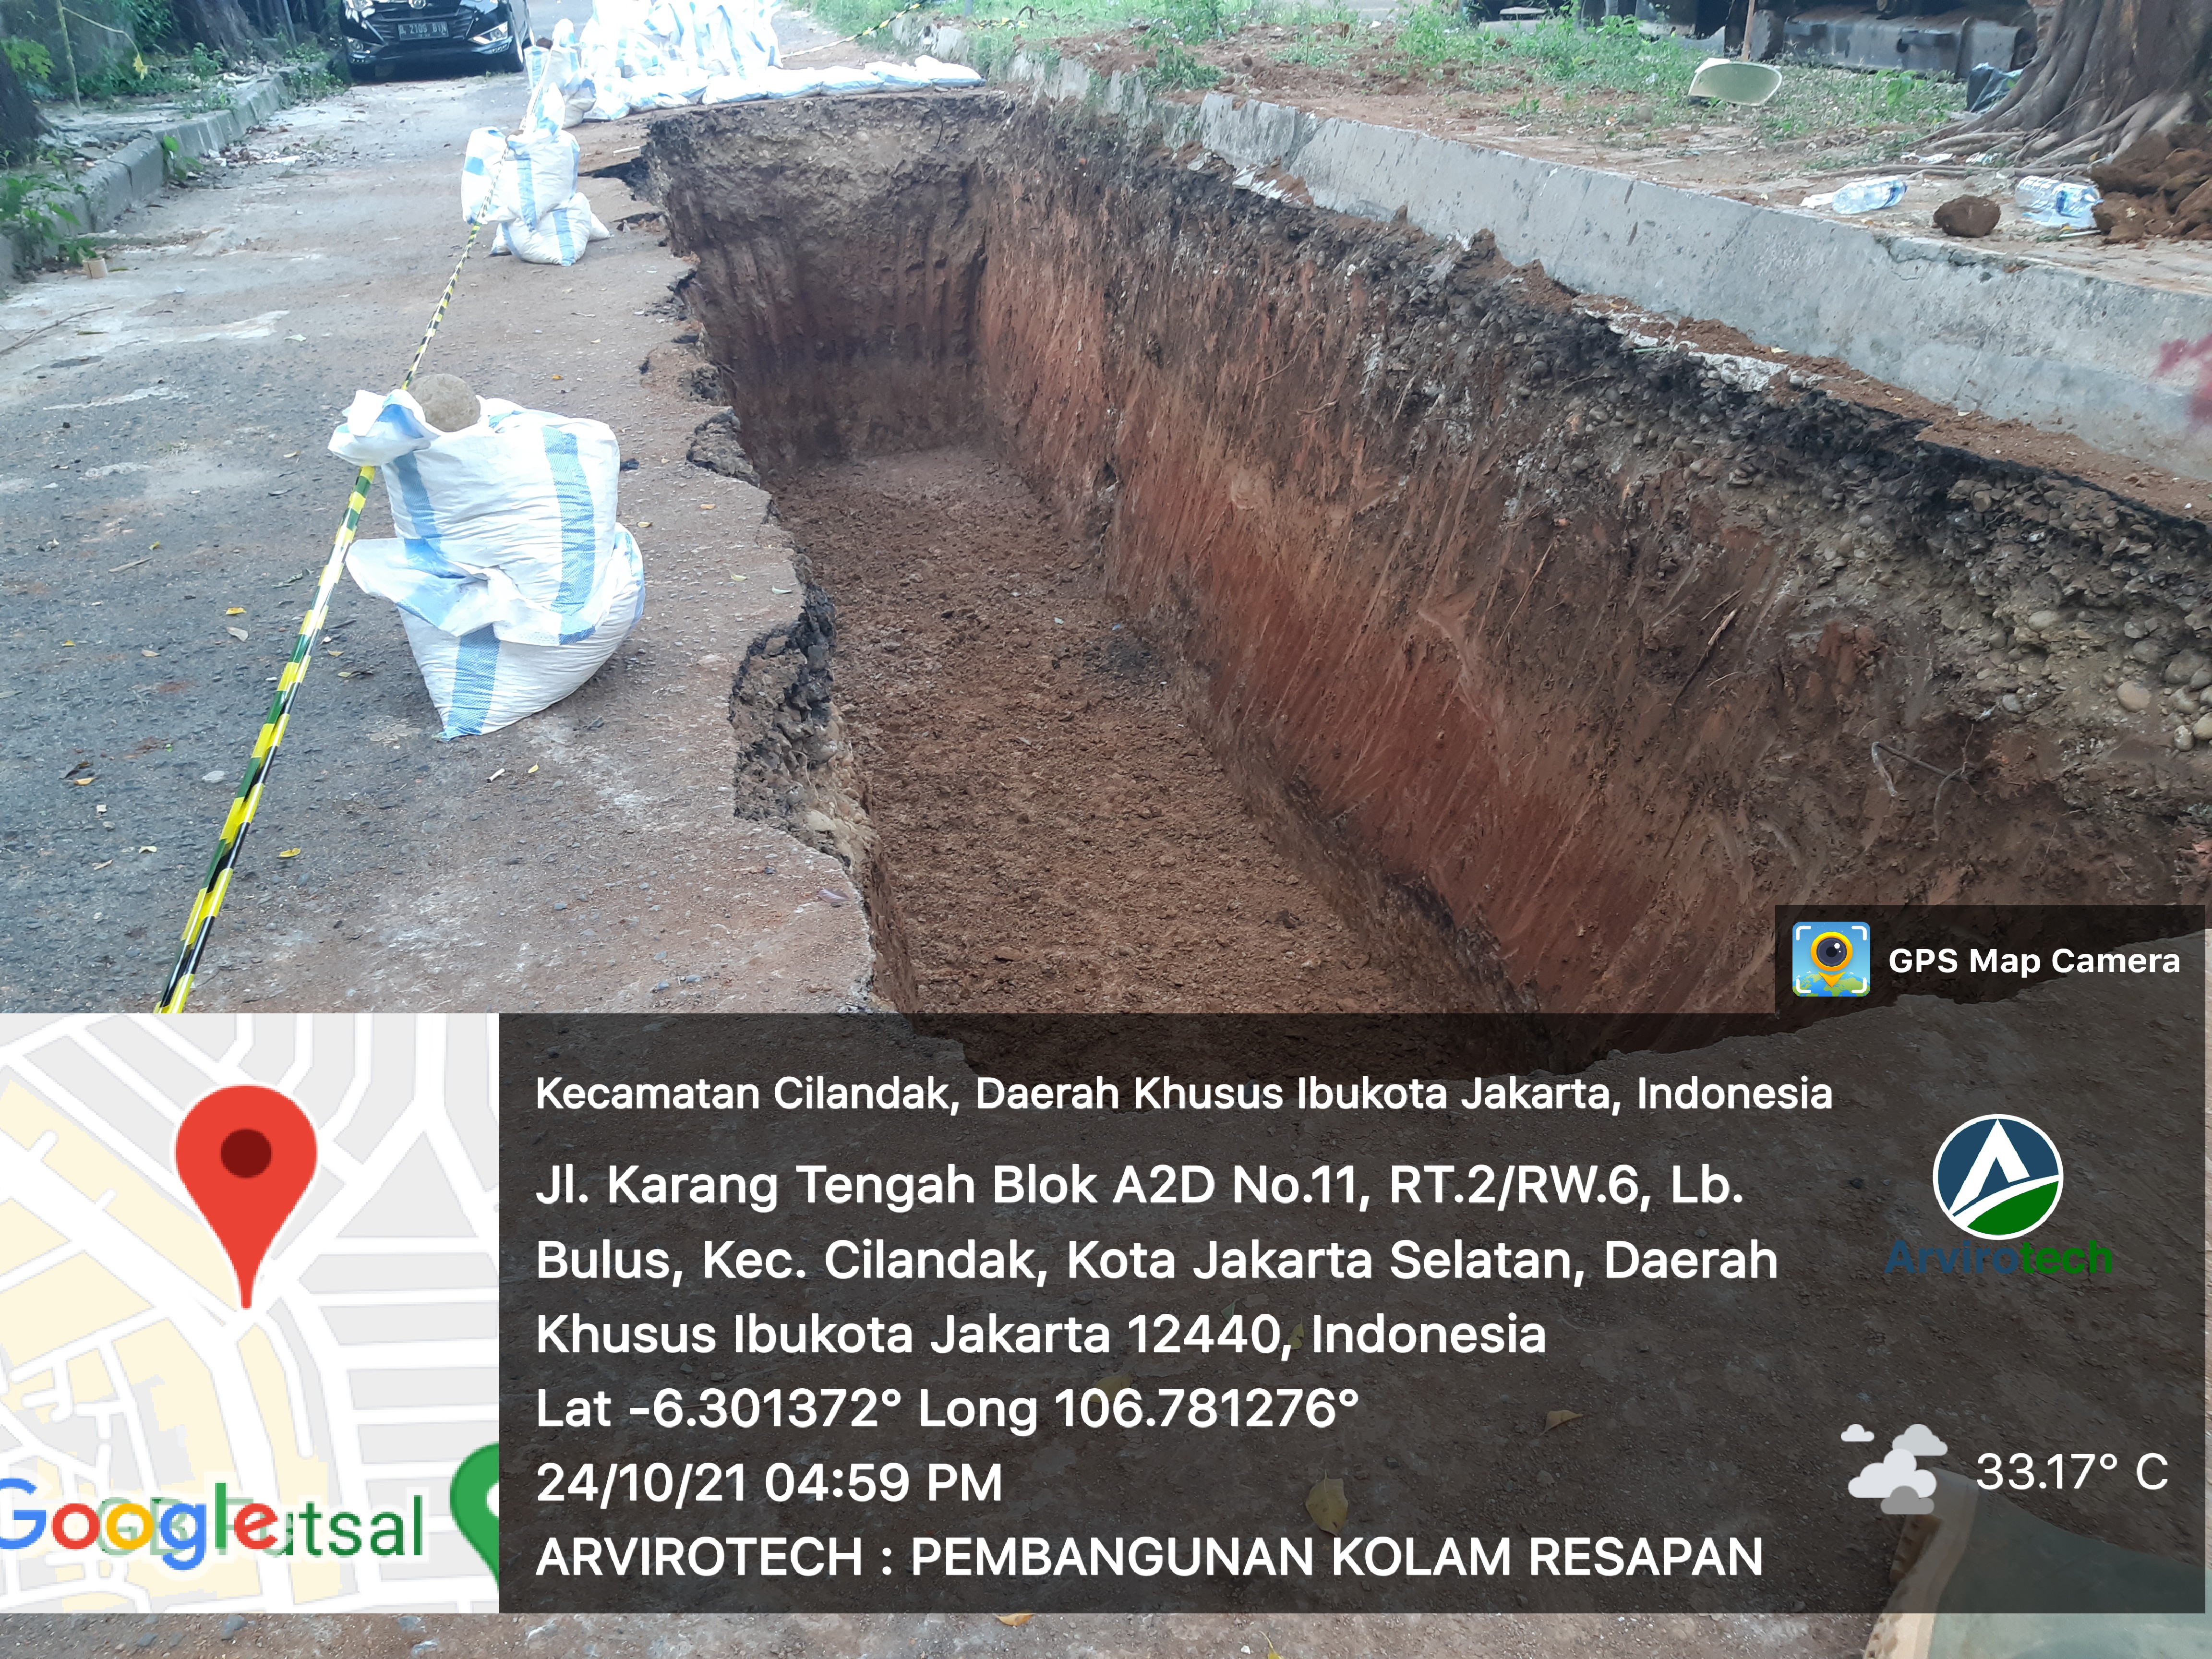 GPS Map Camera
Kecamatan Cilandak, Daerah Khusus Ibukota Jakarta, Indonesia
Jl. Karang Tengah Blok A2D No.11, RT.2/RW.6, Lb.
Bulus, Kec. Cilandak, Kota Jakarta Selatan, Daerah
Khusus Ibukota Jakarta 12440, Indonesia
Lat -6.301372° Long 106.781276°
24/10/21 04:59 PM
ARVIROTECH : PEMBANGUNAN KOLAM RESAPAN
Arvirotech
33.17° C
Google